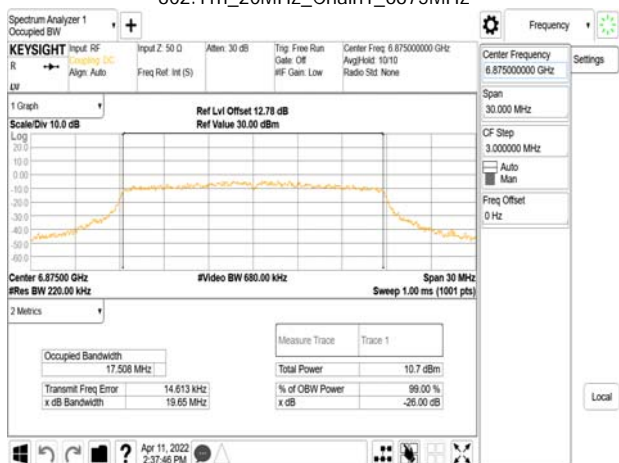 802.11n_20MHz_Chain1_6875MHz
Spectrum Analyzer 1
Occupied BW
Frequency
KEYSIGHT
R
LW
Input: RF
Coupling: DC
Align: Auto
Input Z: 50 Ω
Freq Ref: Int (S)
Atten: 30 dB
Trig: Free Run
Gate: Off
#IF Gain: Low
Center Freq: 6.875000000 GHz
Avg|Hold: 10/10
Radio Std: None
Center Frequency
6.875000000 GHz
Settings
Span
30.000 MHz
CF Step
3.000000 MHz
Auto
Man
Freq Offset
0 Hz
Local
1 Graph
Scale/Div 10.0 dB
Ref Lvl Offset 12.78 dB
Ref Value 30.00 dBm
Log
20.0
10.0
0.00
-10.0
-20.0
-30.0
-40.0
-50.0
-60.0
Center 6.87500 GHz
#Res BW 220.00 kHz
#Video BW 680.00 kHz
Span 30 MHz
Sweep 1.00 ms (1001 pts)
2 Metrics
Measure Trace
Trace 1
Occupied Bandwidth
17.508 MHz
Total Power
10.7 dBm
Transmit Freq Error
14.613 kHz
% of OBW Power
99.00 %
x dB Bandwidth
19.65 MHz
x dB
-26.00 dB
?
Apr 11, 2022
2:37:46 PM